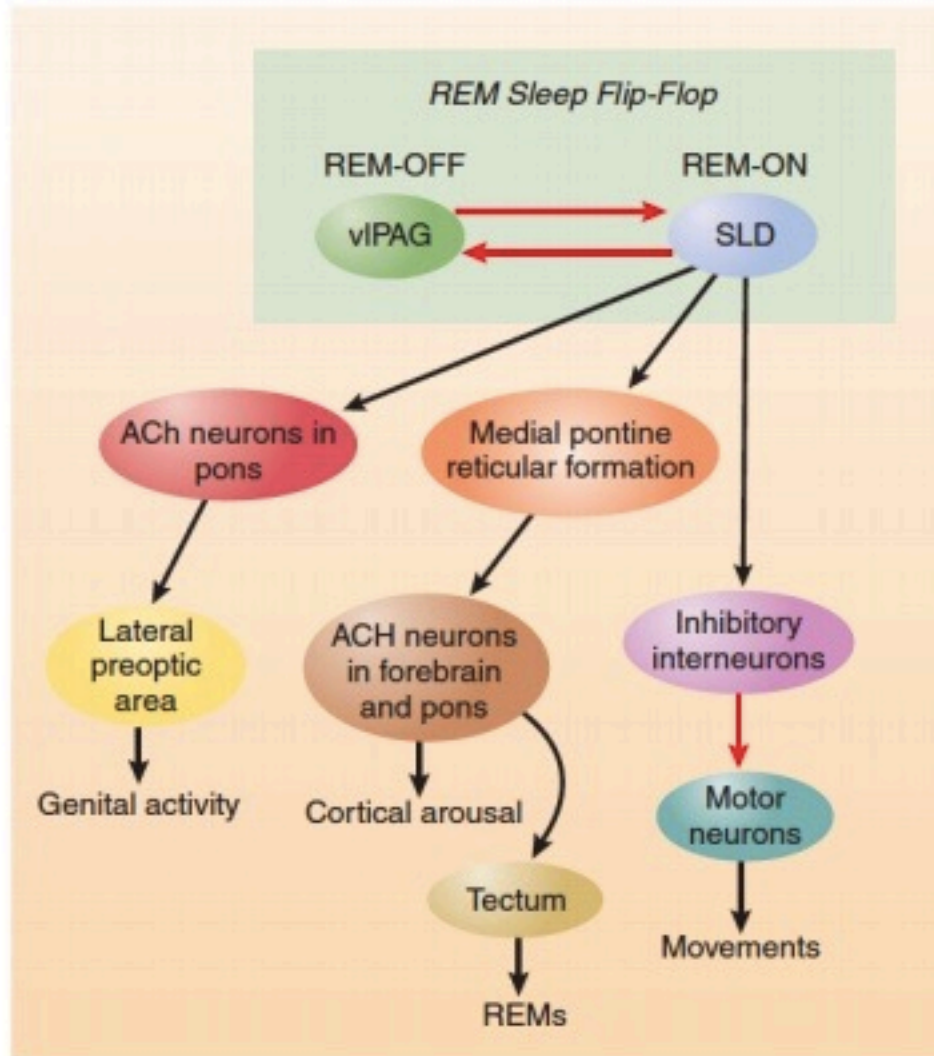 REM Sleep Flip-Flop
REM-OFF
REM-ON
vlPAG
SLD
ACh neurons in
pons
Medial pontine
reticular formation
Lateral
preoptic
area
ACH neurons
in forebrain
and pons
Inhibitory
interneurons
Genital activity
Cortical arousal
Motor
neurons
Tectum
Movements
REMs